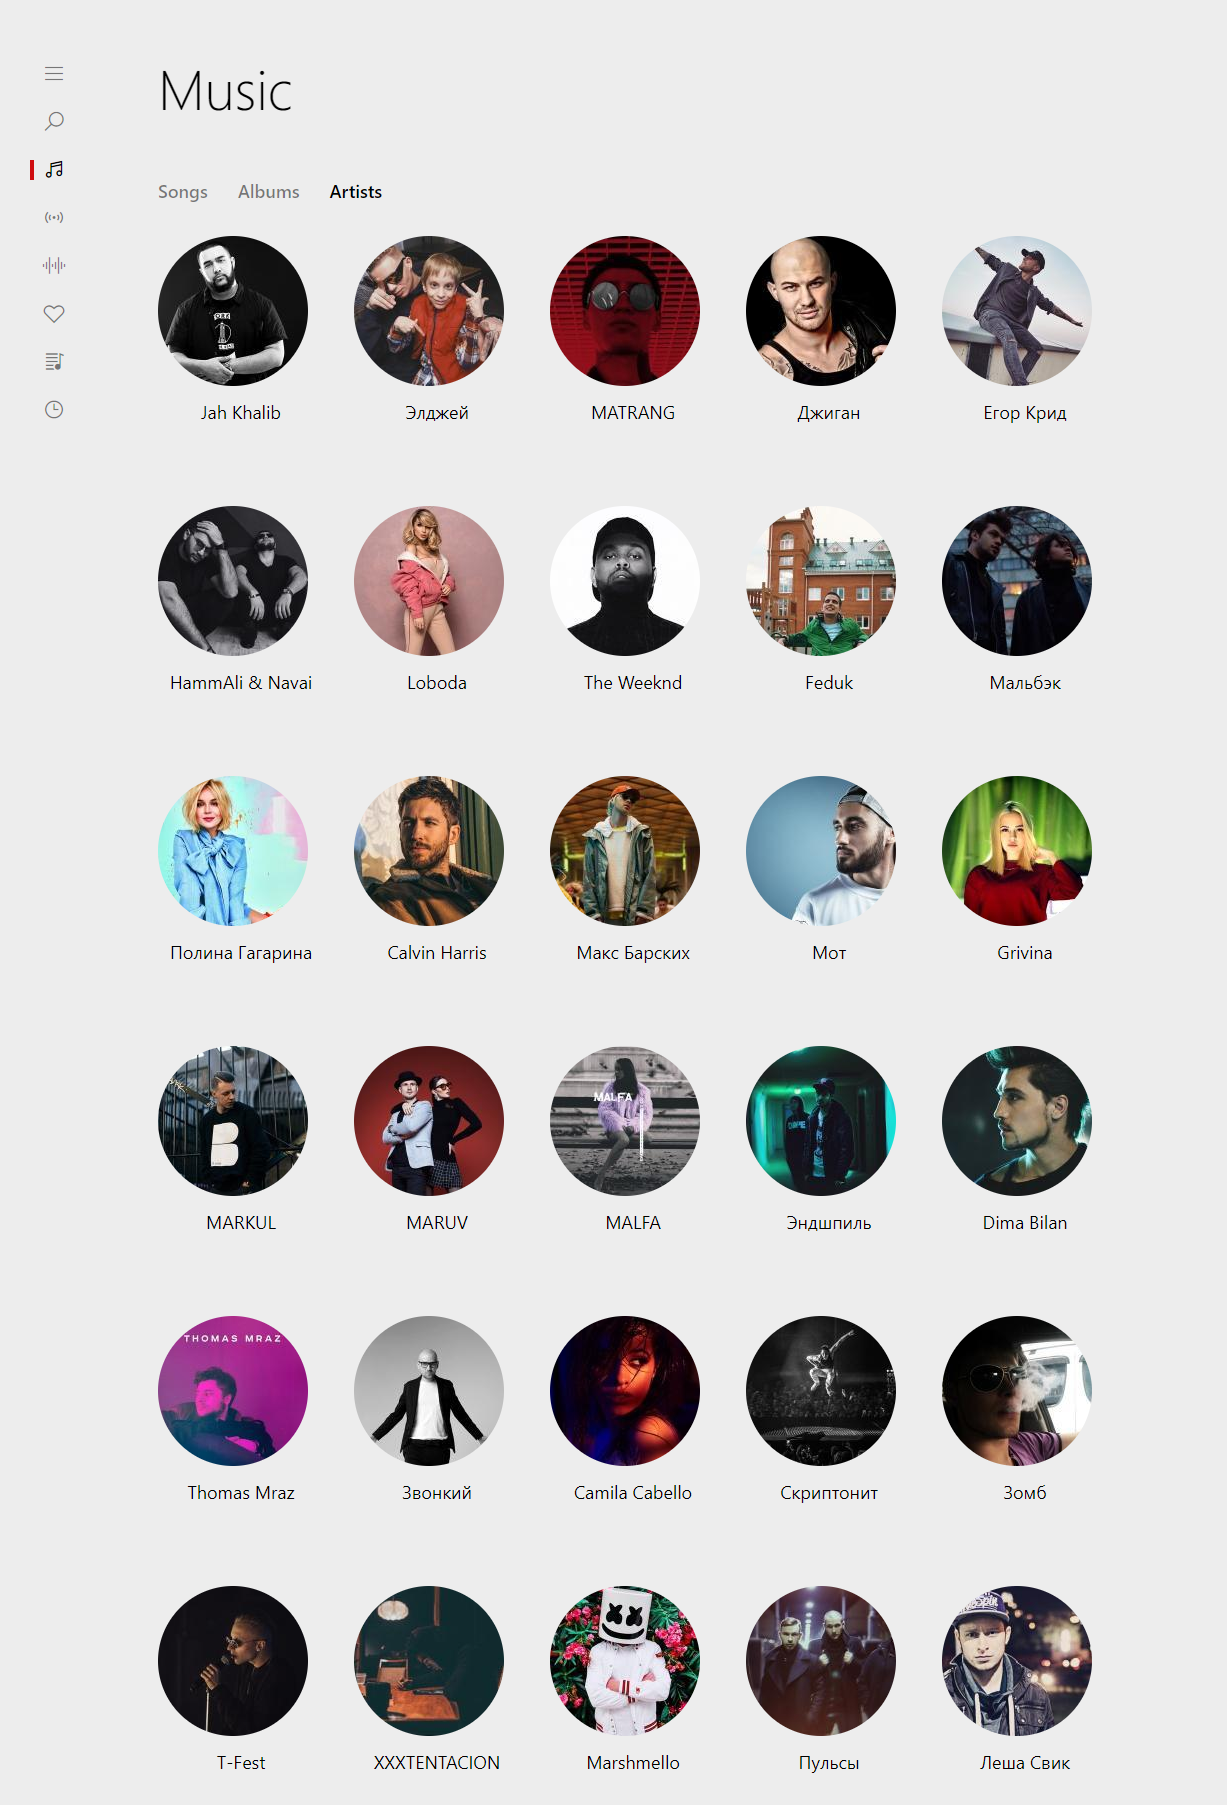 Music
Songs Albums Artists
Jah Khalib Элджей MATRANG Джиган Егор Крид
HammAli & Navai Loboda The Weeknd Feduk Мальбэк
Полина Гагарина Calvin Harris Макс Барских Мот Grivina
MALFA
MARKUL MARUV MALFA Эндшпиль Dima Bilan
THOMAS MRAZ
Thomas Mraz Звонкий Camila Cabello Скриптонит Зомб
T-Fest XXXTENTACION Marshmello Пульсы Леша Свик